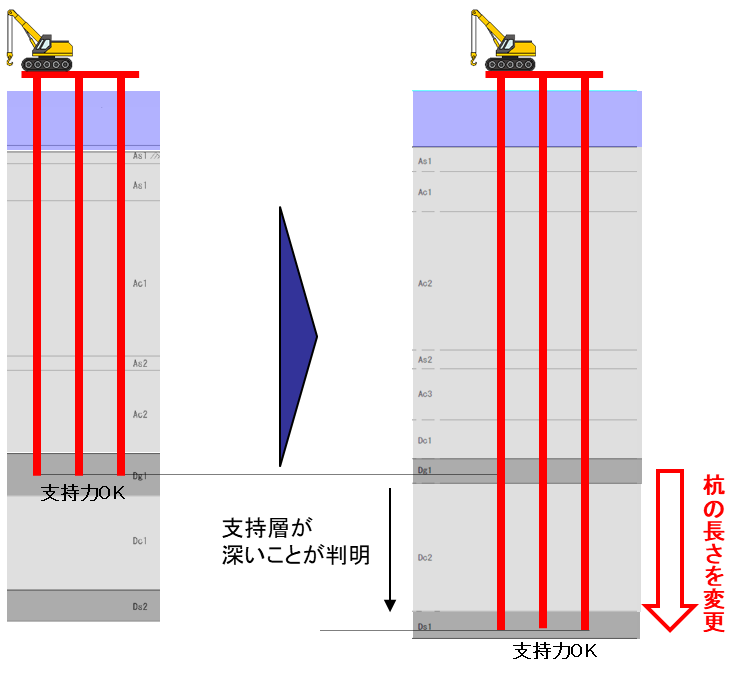 As1
As1
Ac1
As2
Ac2
Dg1
支持力OK
Dc1
Ds2
支持層が
深いことが判明
As1
Ac1
Ac2
As2
Ac3
Dc1
Dg1
Dc2
Ds1
支持力OK
杭の長さを変更